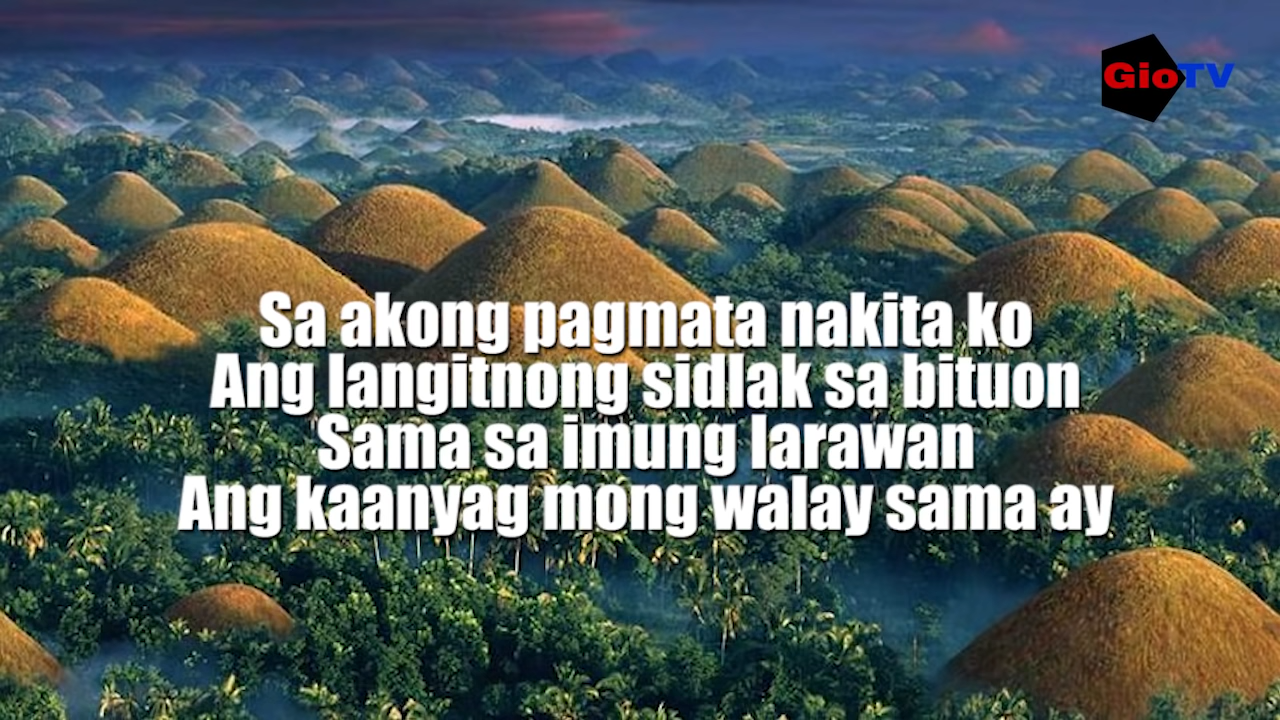 GioTV
Sa akong pagmata nakita ko
Ang langitnong sidlak sa bituon
Sama sa imung larawan
Ang kaanyag mong walay sama ay